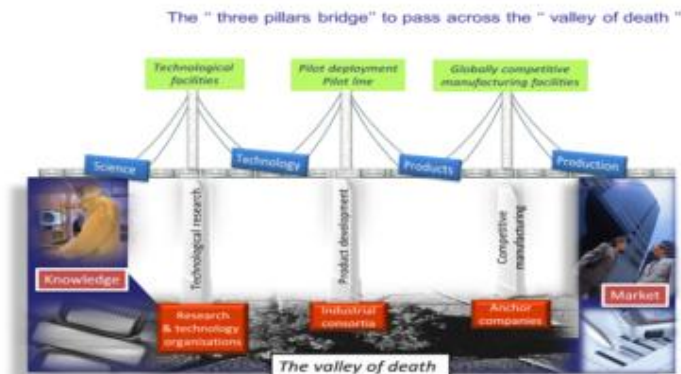 The " three pillars bridge" to pass across the " valley of death "
Technological
facilities
Pilot deployment
Pilot line
Globally competitive
manufacturing facilities
Science
Technology
Products
Production
Technological research
Product development
Competitive
manufacturing
Knowledge
Market
Research
& technology
organisations
Industrial
consortia
Anchor
companies
The valley of death